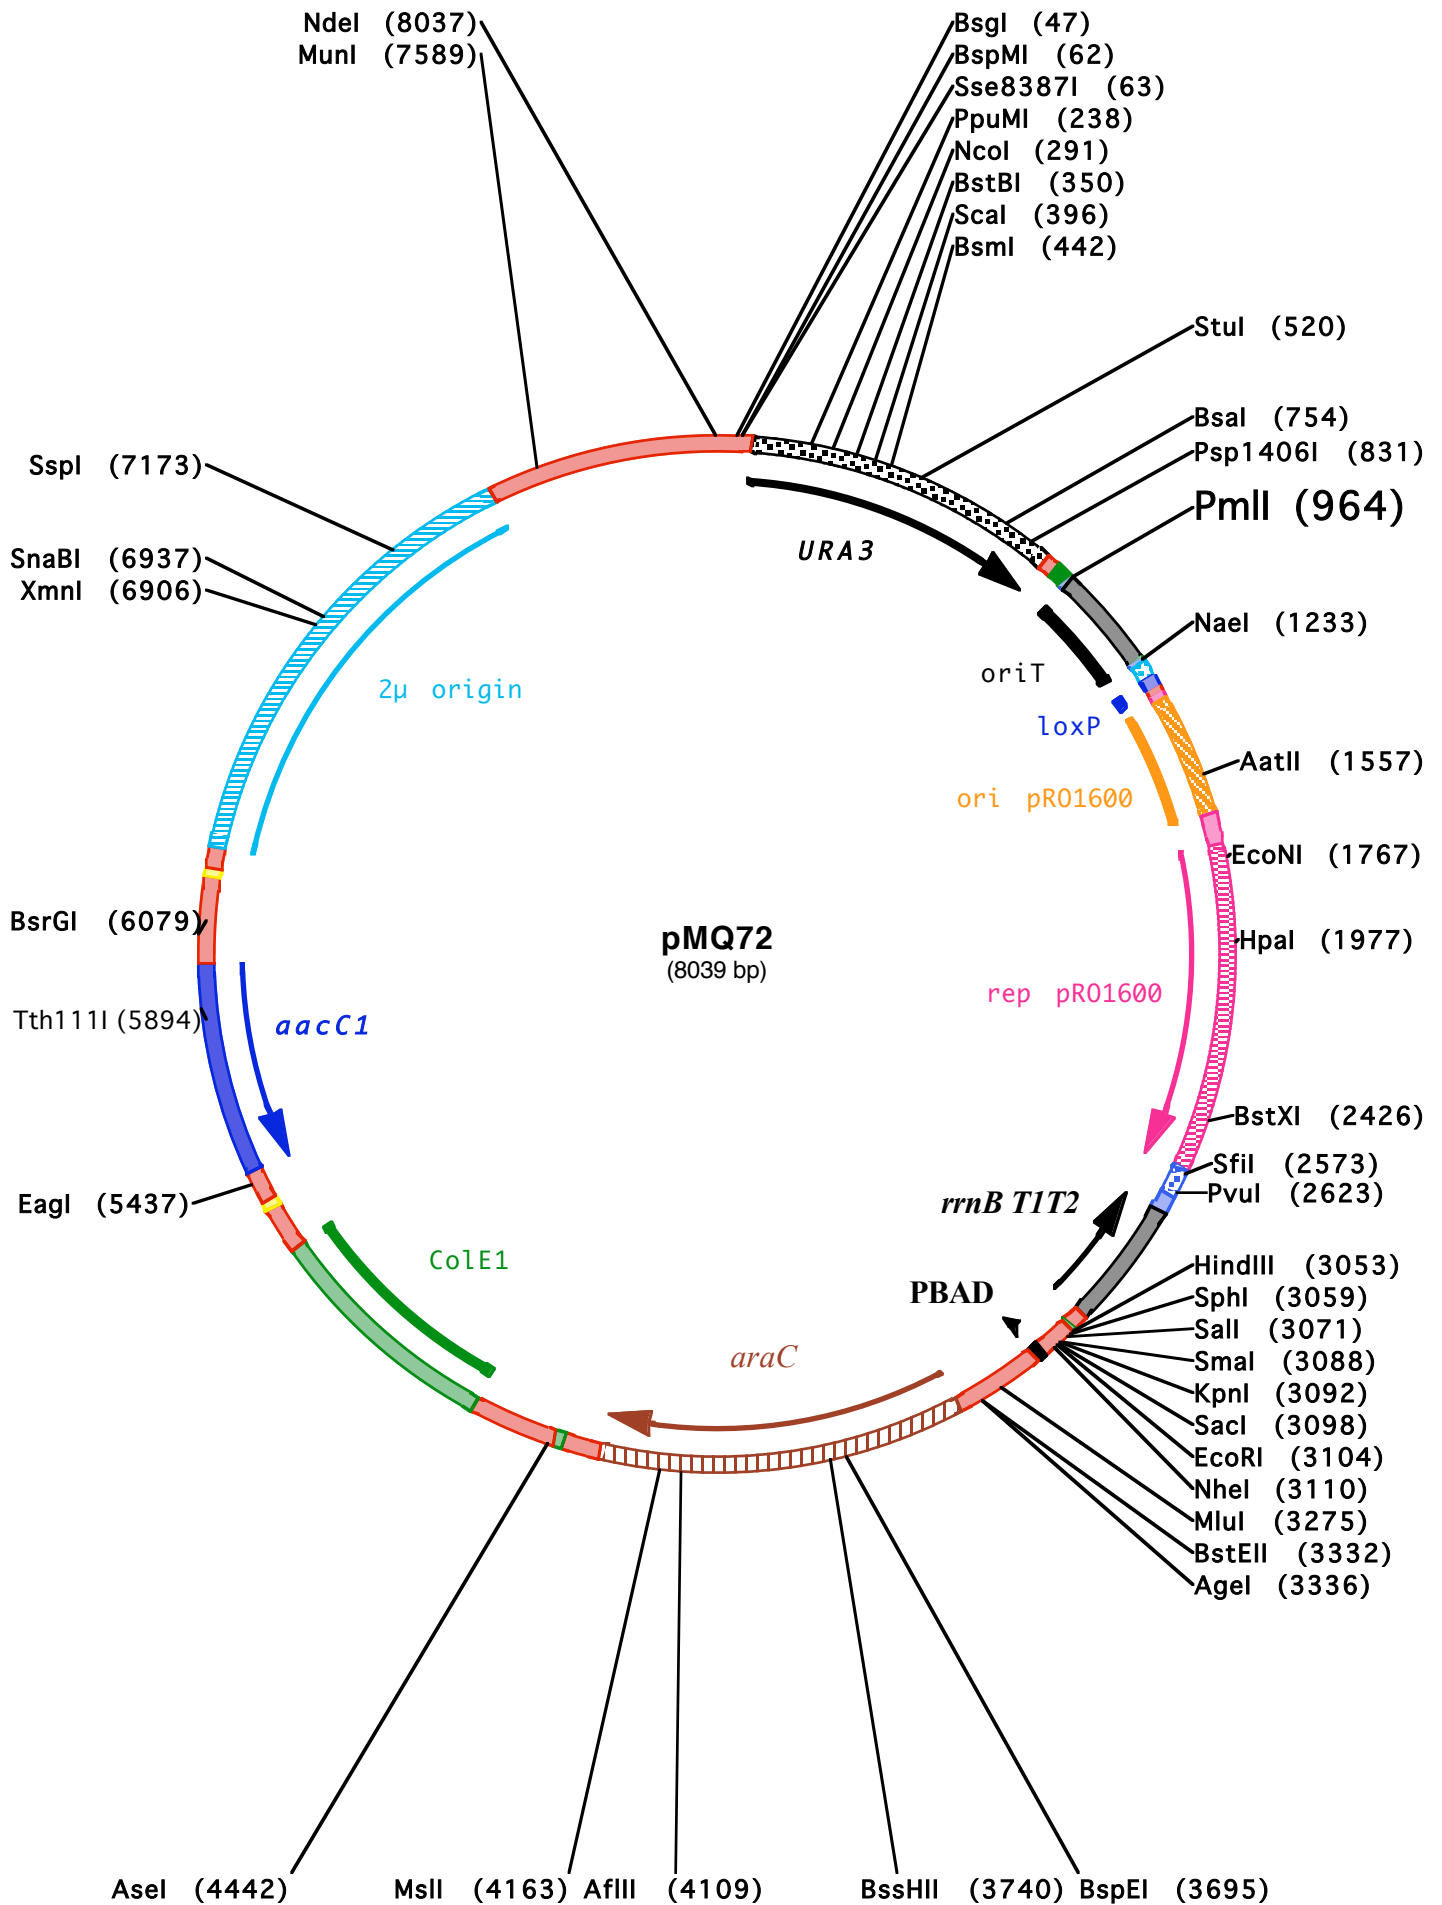 NdeI (8037)
MunI (7589)
BsgI (47)
BspMI (62)
Sse8387I (63)
PpuMI (238)
NcoI (291)
BstBI (350)
ScaI (396)
BsmI (442)
StuI (520)
BsaI (754)
Psp1406I (831)
PmlI (964)
NaeI (1233)
AatII (1557)
EcoNI (1767)
HpaI (1977)
BstXI (2426)
SfiI (2573)
PvuI (2623)
HindIII (3053)
SphI (3059)
SalI (3071)
SmaI (3088)
KpnI (3092)
SacI (3098)
EcoRI (3104)
NheI (3110)
MluI (3275)
BstEII (3332)
AgeI (3336)
BspEI (3695)
BssHII (3740)
AflII (4109)
MslI (4163)
AseI (4442)
EagI (5437)
Tth111I (5894)
BsrGI (6079)
XmnI (6906)
SnaBI (6937)
SspI (7173)
URA3
oriT
loxP
ori pRO1600
rep pRO1600
rrnB T1T2
PBAD
araC
ColE1
aacC1
2µ origin
pMQ72
(8039 bp)